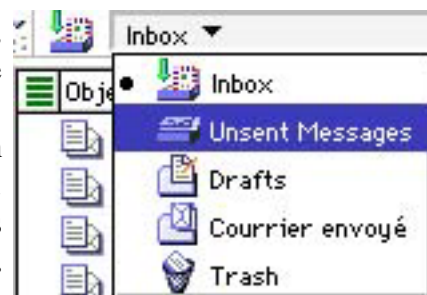 Inbox
Obje
Inbox
Unsent Messages
Drafts
Courrier envoyé
Trash